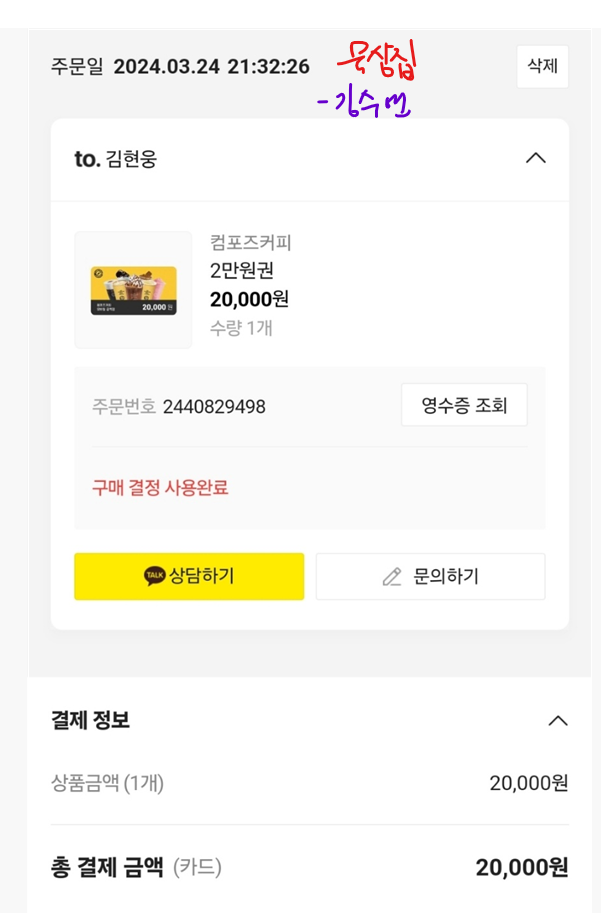 주문일 2024.03.24 21:32:26 목삼집
-김수연
삭제
to. 김현웅
컴포즈커피
2만원권
20,000원
수량 1개
20,000 원
주문번호 2440829498
영수증 조회
구매 결정 사용완료
TALK 상담하기
문의하기
결제 정보
상품금액 (1개) 20,000원
총 결제 금액 (카드) 20,000원